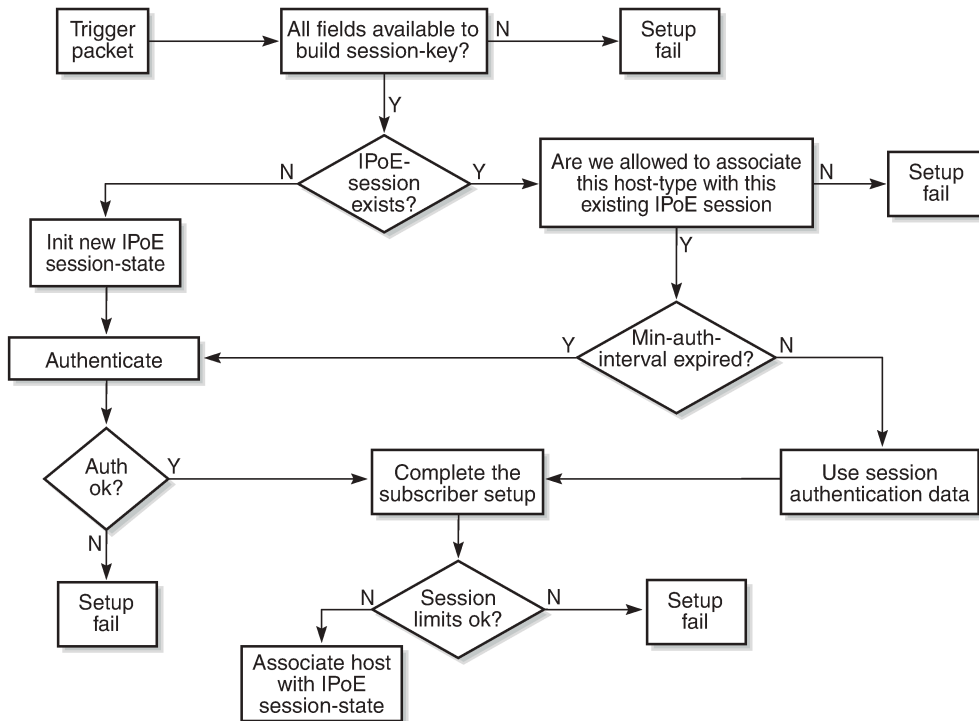 Trigger
packet
All fields available to
build session-key?
N
Setup
fail
Y
IPoE-
session
exists?
N
Y
Are we allowed to associate
this host-type with this
existing IPoE session
N
Setup
fail
Y
Init new IPoE
session-state
Min-auth-
interval expired?
Y
N
Authenticate
Auth
ok?
Y
N
Complete the
subscriber setup
Use session
authentication data
Setup
fail
Session
limits ok?
N
N
Setup
fail
Associate host
with IPoE
session-state